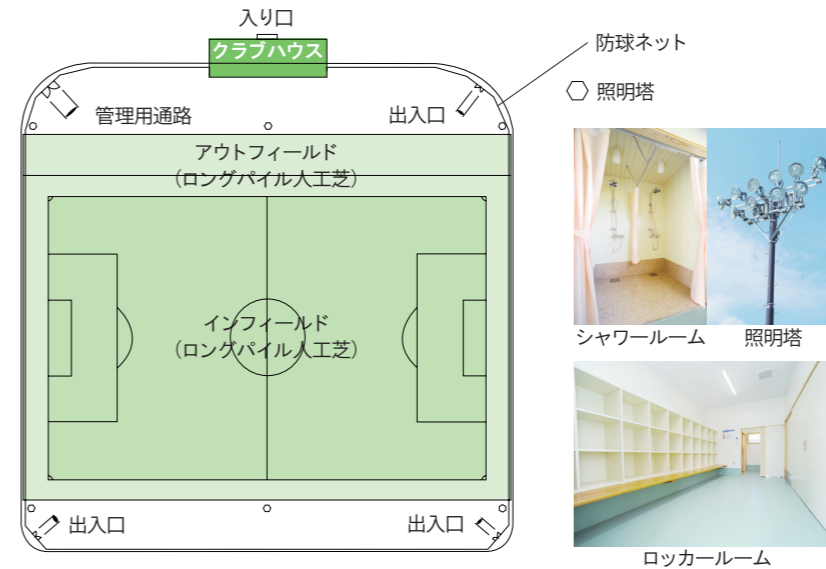 入り口
クラブハウス
防球ネット
照明塔
管理用通路
出入口
アウトフィールド
（ロングパイル人工芝）
インフィールド
（ロングパイル人工芝）
シャワールーム
照明塔
出入口
出入口
ロッカールーム